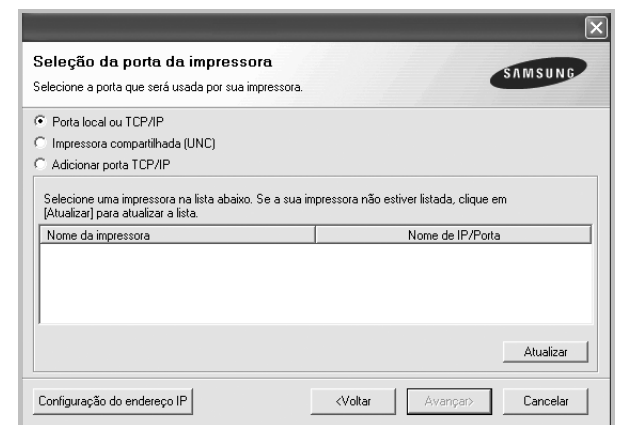 Seleção da porta da impressora
Selecione a porta que será usada por sua impressora.
SAMSUNG
Porta local ou TCP/IP
Impressora compartilhada (UNC)
Adicionar porta TCP/IP
Selecione uma impressora na lista abaixo. Se a sua impressora não estiver listada, clique em
[Atualizar] para atualizar a lista.
Nome da impressora Nome de IP/Porta
Atualizar
Configuração do endereço IP <Voltar Avançar> Cancelar